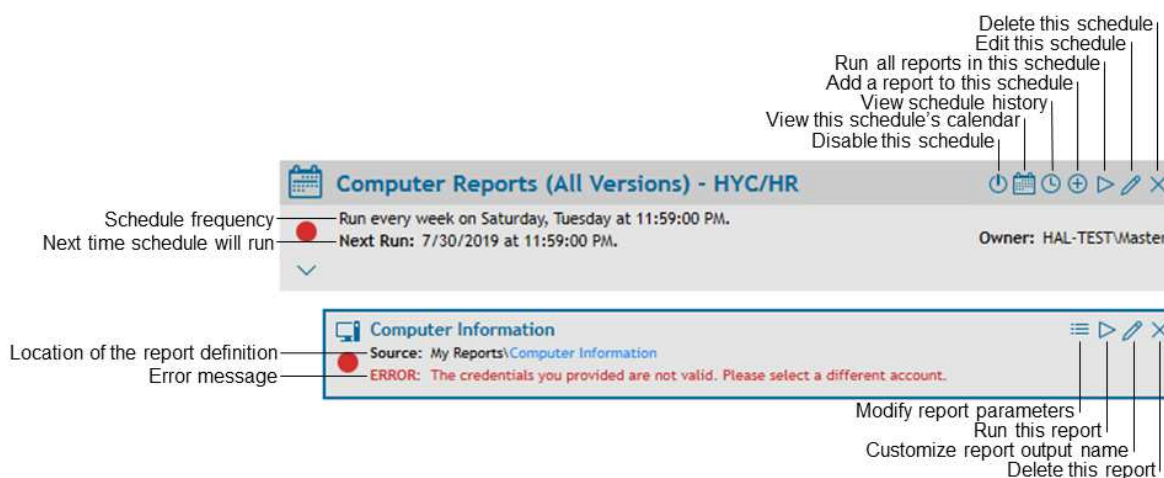 Delete this schedule
Edit this schedule
Run all reports in this schedule
Add a report to this schedule
View schedule history
View this schedule's calendar
Disable this schedule
Computer Reports (All Versions) - HYC/HR
Schedule frequency
Run every week on Saturday, Tuesday at 11:59:00 PM.
Next time schedule will run
Next Run: 7/30/2019 at 11:59:00 PM.
Owner: HAL-TEST\Master
Computer Information
Location of the report definition
Source: My Reports\Computer Information
Error message
ERROR: The credentials you provided are not valid. Please select a different account.
Modify report parameters
Run this report
Customize report output name
Delete this report